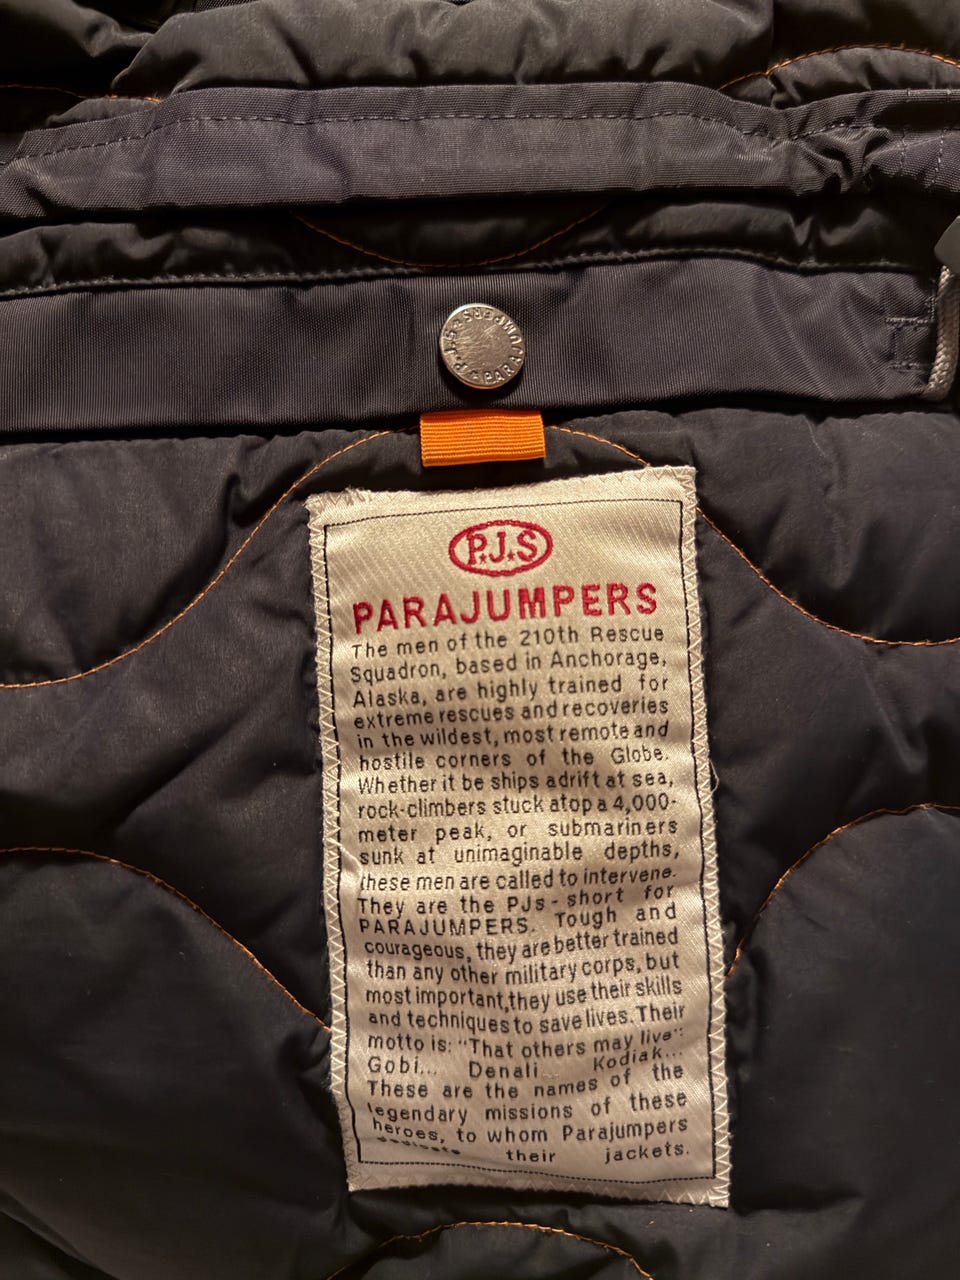 P.J.S ★ PARAJUMPERS ★
P.J.S
PARAJUMPERS
The men of the 210th Rescue
Squadron, based in Anchorage,
Alaska, are highly trained for
extreme rescues and recoveries
in the wildest, most remote and
hostile corners of the Globe.
Whether it be ships adrift at sea,
rock-climbers stuck atop a 4,000-
meter peak, or submariners
sunk at unimaginable depths,
these men are called to intervene.
They are the PJs - short for
PARAJUMPERS. Tough and
courageous, they are better trained
than any other military corps, but
most important, they use their skills
and techniques to save lives. Their
motto is: "That others may live":
Gobi... Denali... Kodiak...
These are the names of the
legendary missions of these
heroes, to whom Parajumpers
dedicate their jackets.